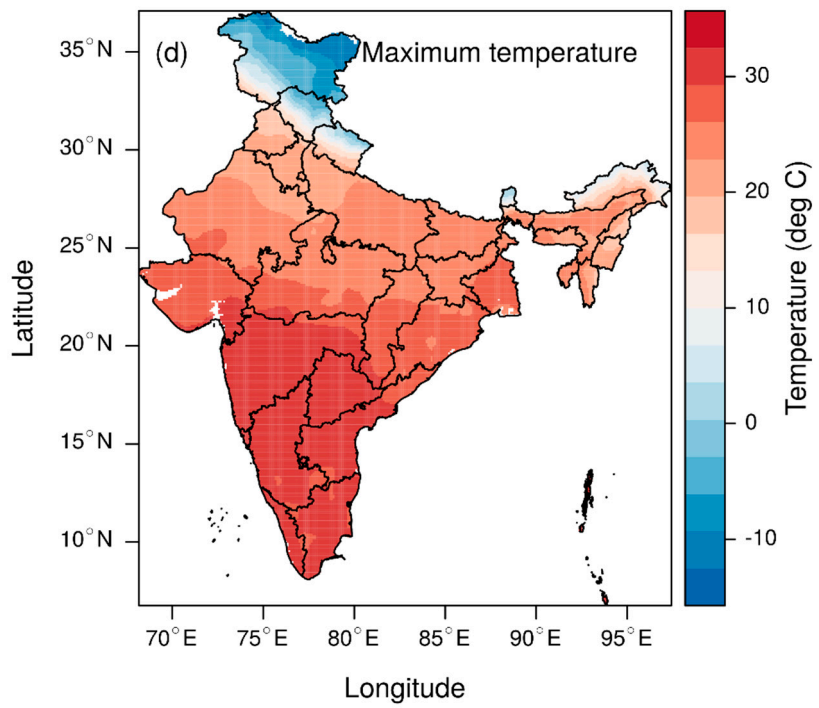 (d) Maximum temperature
35°N
30°N
25°N
20°N
15°N
10°N
Latitude
70°E 75°E 80°E 85°E 90°E 95°E
Longitude
30
20
10
0
-10
Temperature (deg C)